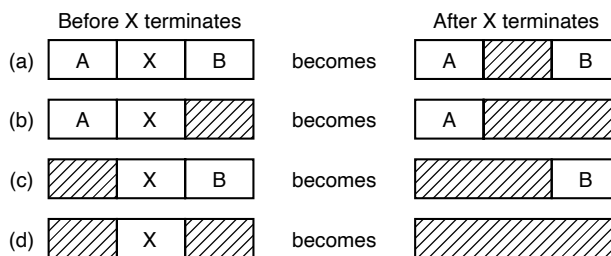 Before X terminates After X terminates
(a) A X B becomes A B
(b) A X becomes A
(c) X B becomes B
(d) X becomes